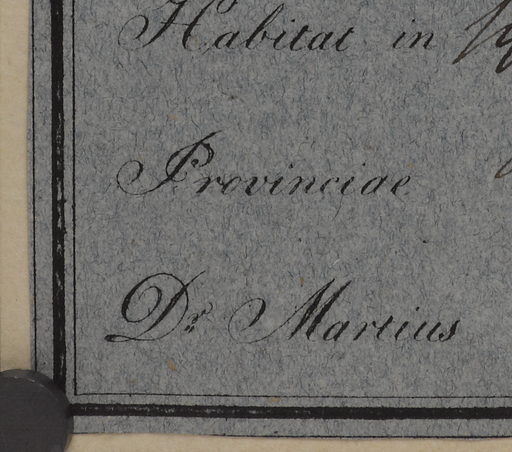 Habitat in
Provinciae
Dr Martius